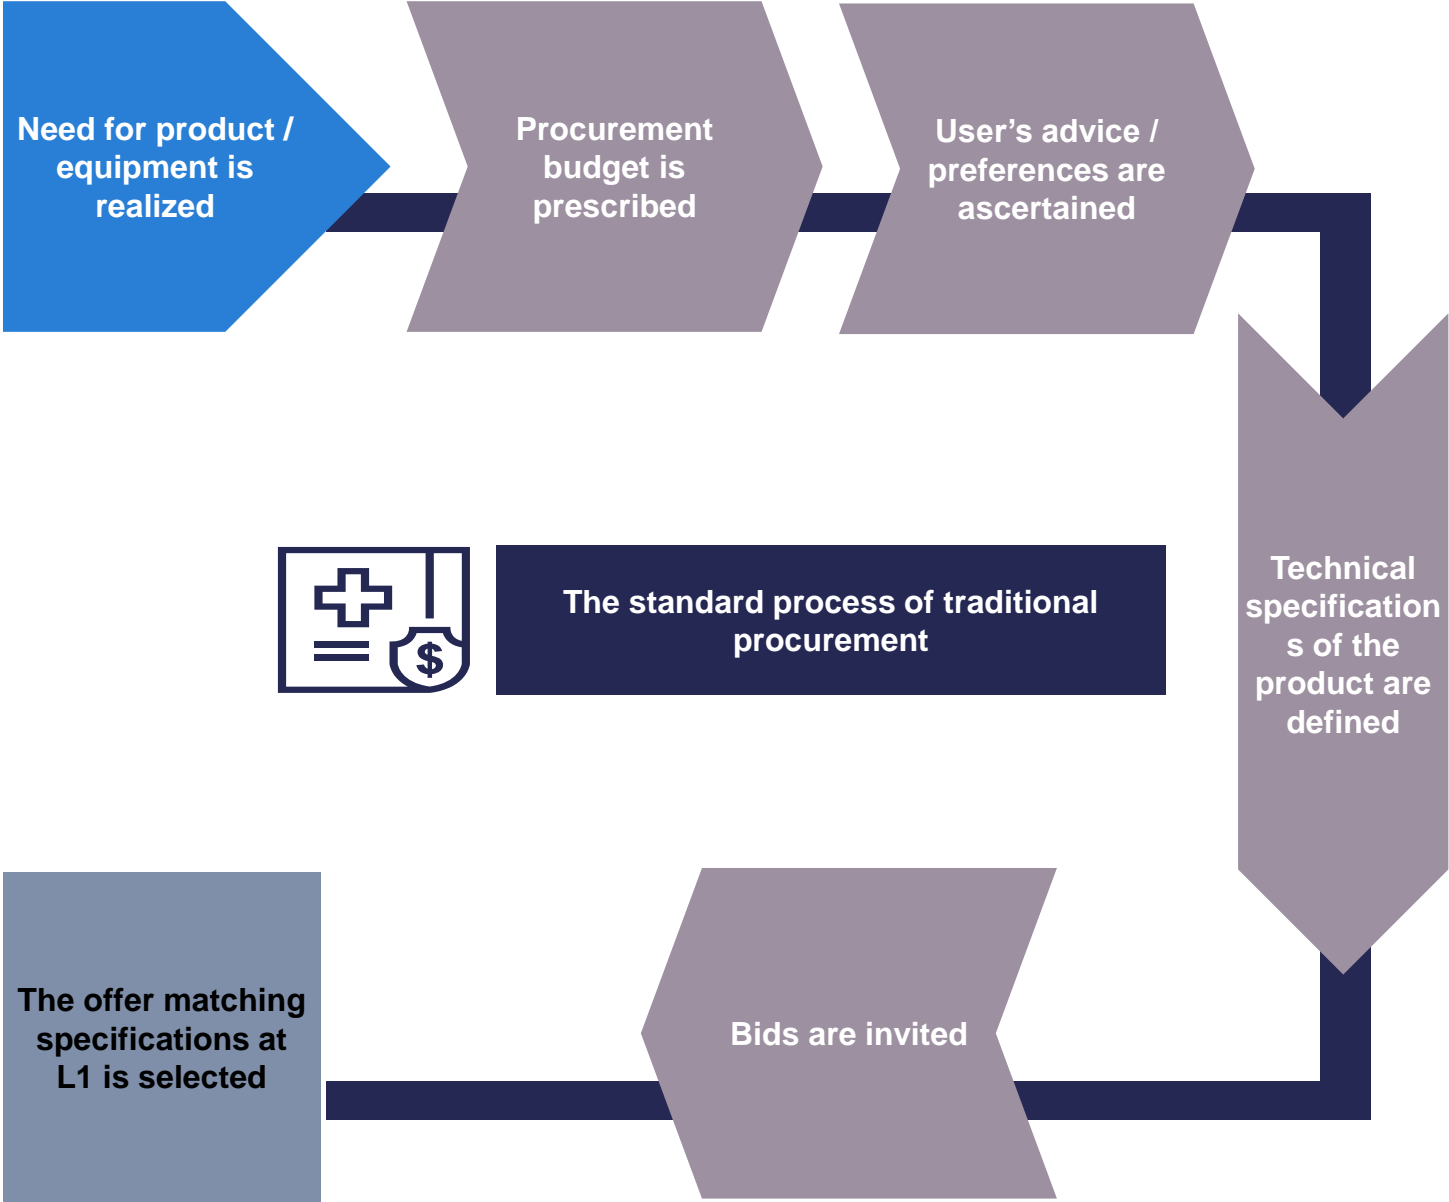 Need for product /
equipment is
realized
Procurement
budget is
prescribed
User’s advice /
preferences are
ascertained
Technical
specification
s of the
product are
defined
The standard process of traditional
procurement
$
Bids are invited
The offer matching
specifications at
L1 is selected